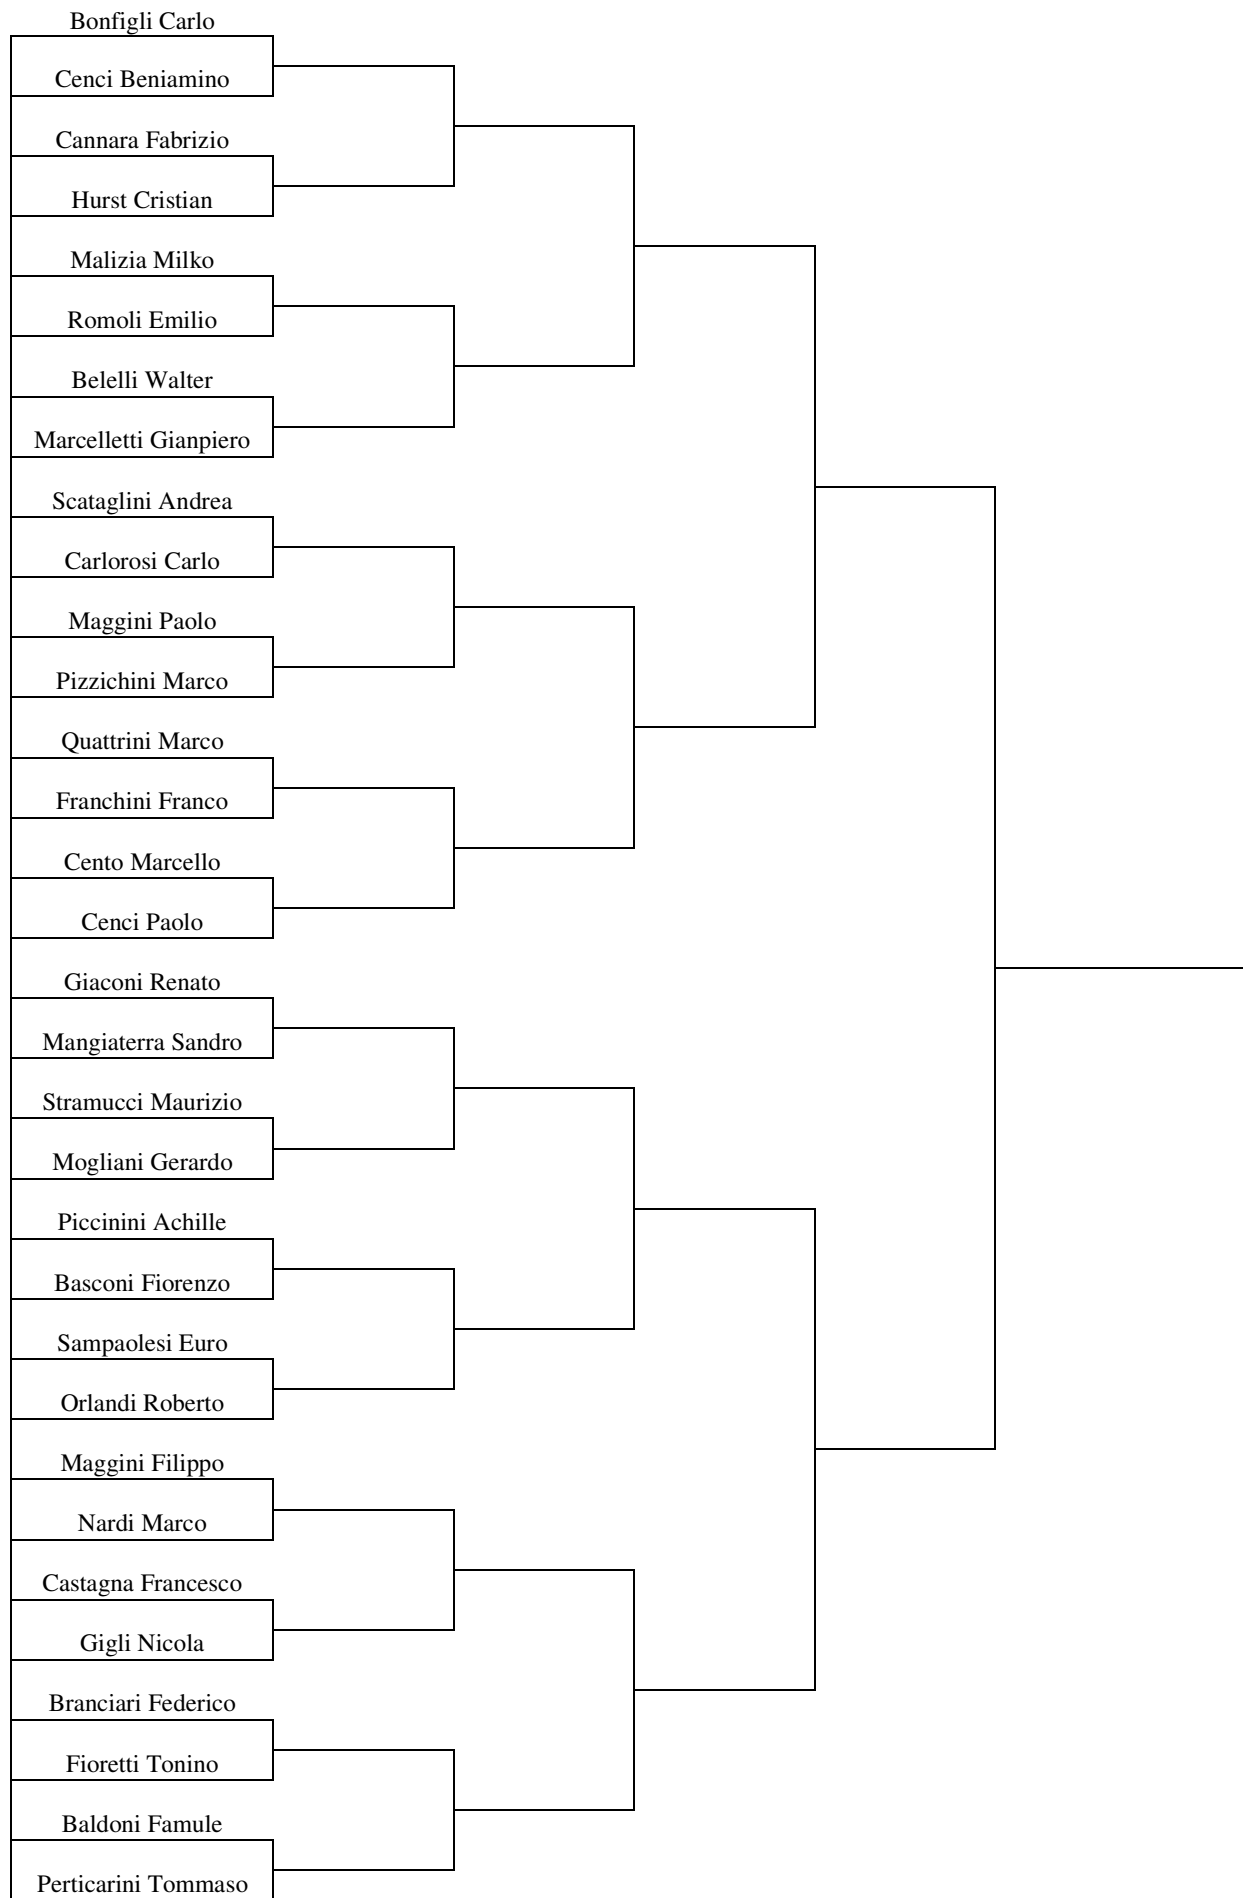 Bonfigli Carlo
Cenci Beniamino
Cannara Fabrizio
Hurst Cristian
Malizia Milko
Romoli Emilio
Belelli Walter
Marcelletti Gianpiero
Scataglini Andrea
Carlorosi Carlo
Maggini Paolo
Pizzichini Marco
Quattrini Marco
Franchini Franco
Cento Marcello
Cenci Paolo
Giaconi Renato
Mangiaterra Sandro
Stramucci Maurizio
Mogliani Gerardo
Piccinini Achille
Basconi Fiorenzo
Sampaolesi Euro
Orlandi Roberto
Maggini Filippo
Nardi Marco
Castagna Francesco
Gigli Nicola
Branciari Federico
Fioretti Tonino
Baldoni Famule
Perticarini Tommaso